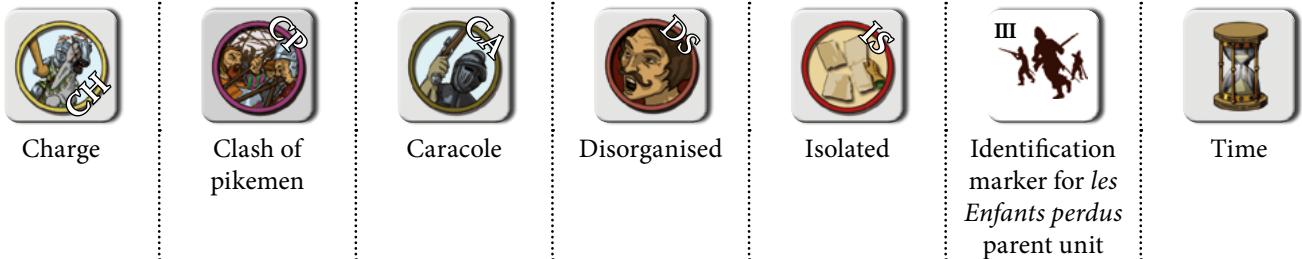 CH
CP
CA
DS
IS
III
Charge
Clash of
pikemen
Caracole
Disorganised
Isolated
Identification
marker for les
Enfants perdus
parent unit
Time